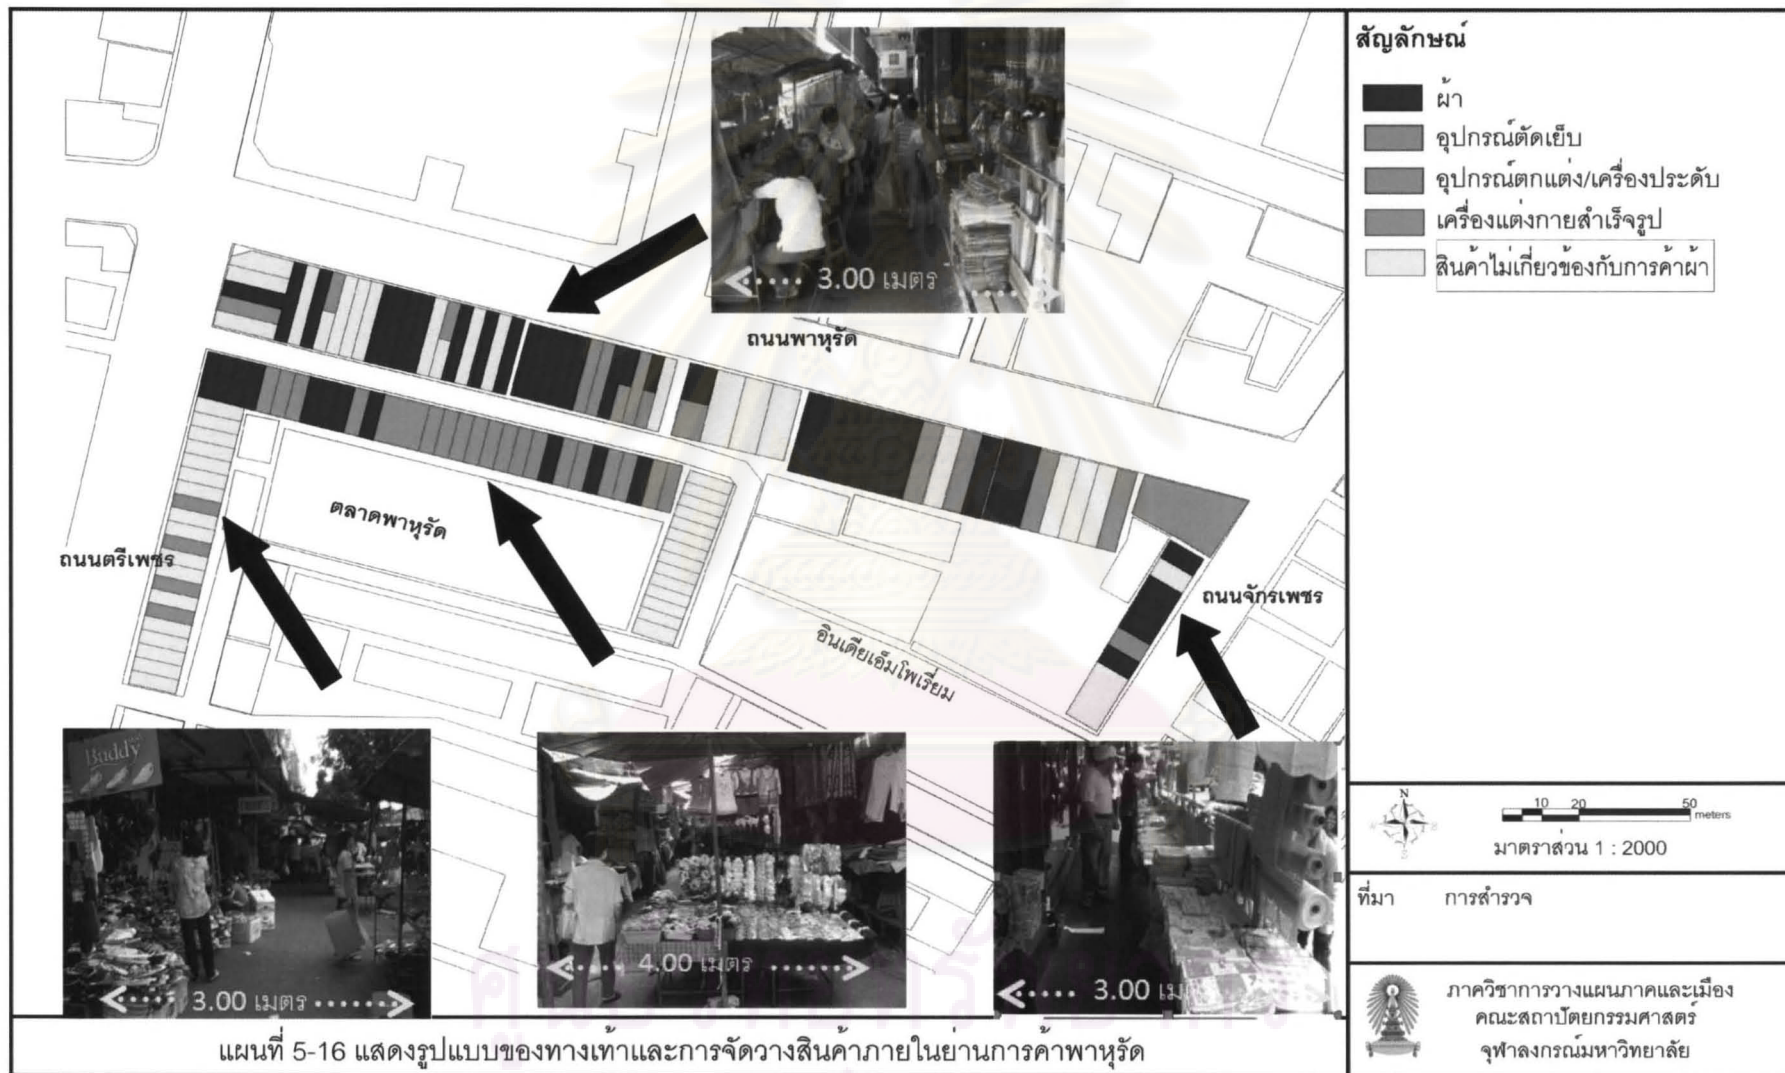 สัญลักษณ์
ผ้า
อุปกรณ์ตัดเย็บ
อุปกรณ์ตกแต่ง/เครื่องประดับ
เครื่องแต่งกายสำเร็จรูป
สินค้าไม่เกี่ยวของกับการค้าผ้า
3.00 เมตร
ถนนพาหุรัด
ตลาดพาหุรัด
ถนนตรีเพชร
ถนนจักรเพชร
อินเดียเอ็มโพเรี่ยม
Buddy
3.00 เมตร
4.00 เมตร
3.00 เมตร
N
10 20 50
meters
มาตราส่วน 1 : 2000
ที่มา การสำรวจ
ภาควิชาการวางแผนภาคและเมือง
คณะสถาปัตยกรรมศาสตร์
จุฬาลงกรณ์มหาวิทยาลัย
แผนที่ 5-16 แสดงรูปแบบของทางเท้าและการจัดวางสินค้าภายในย่านการค้าพาหุรัด